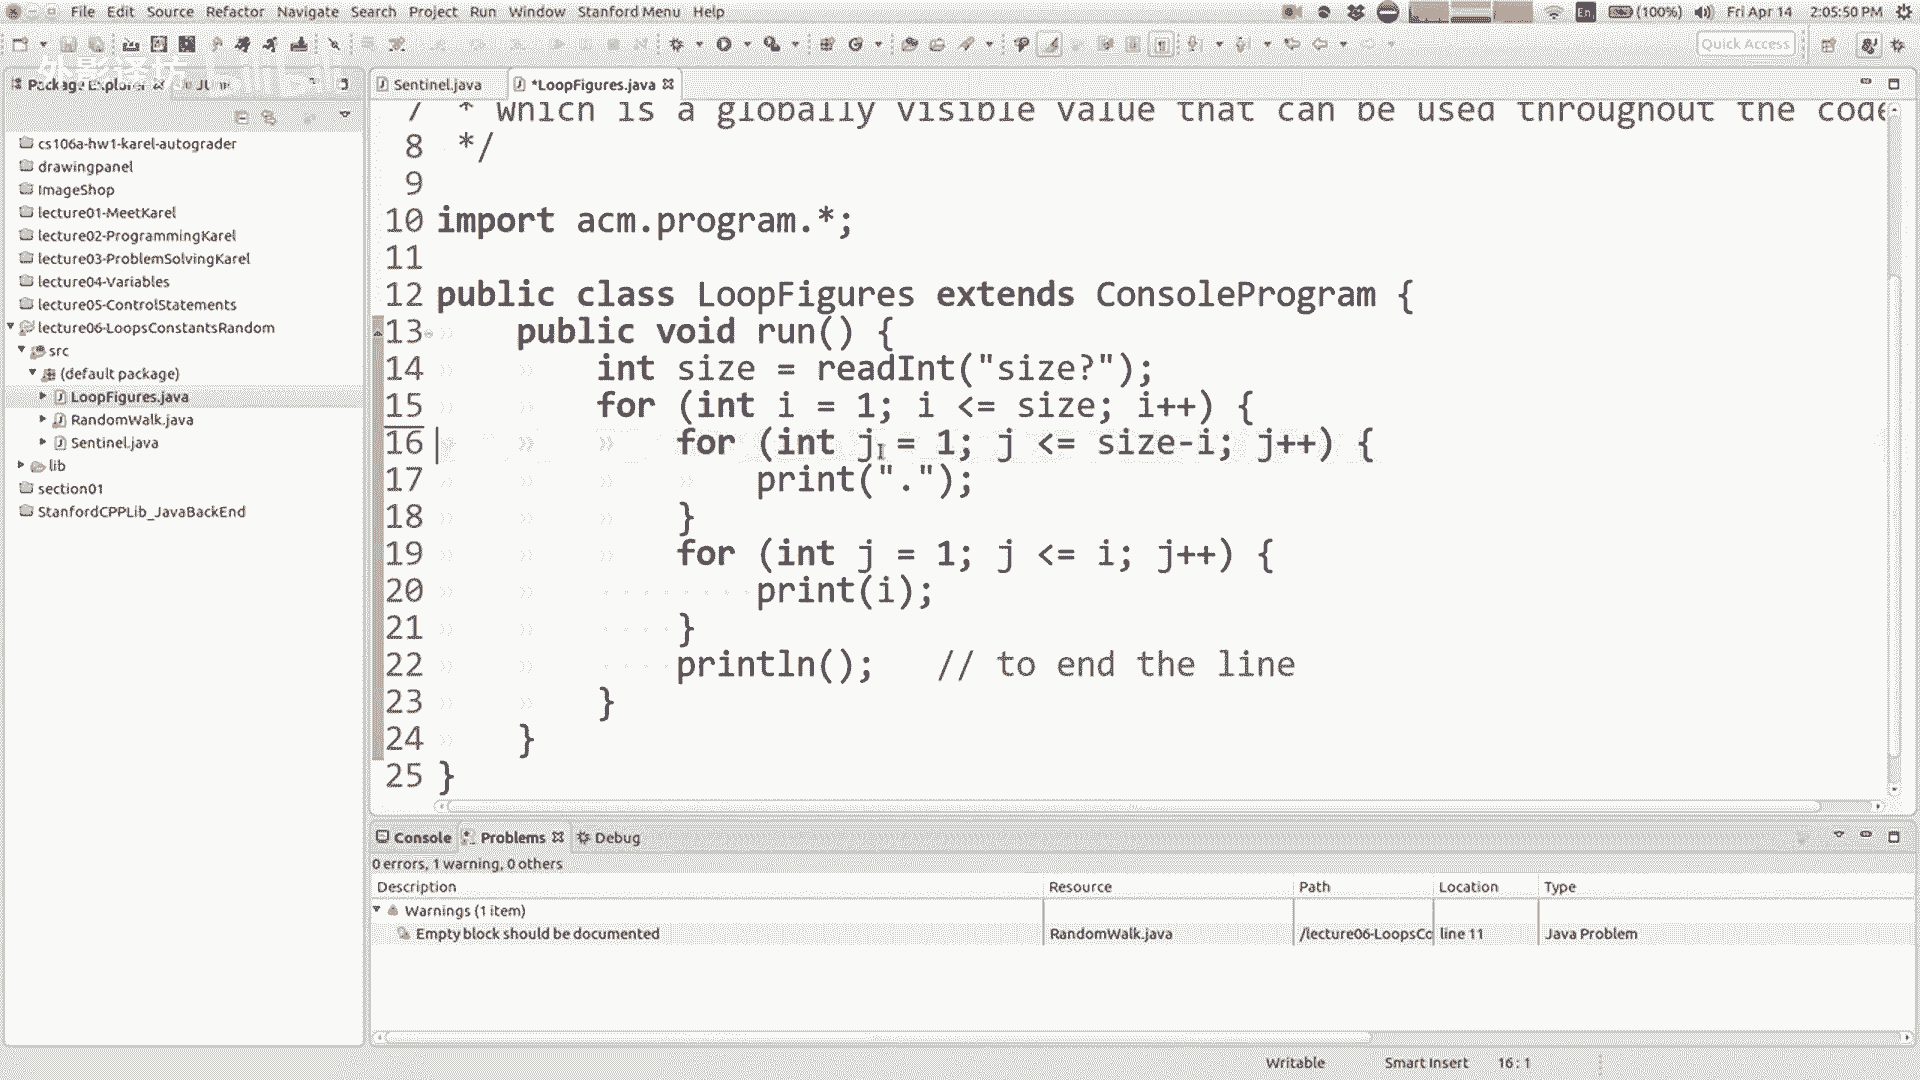 File Edit Source Refactor Navigate Search Project Run Window Stanford Menu Help
En
(100%)
Fri Apr 14 2:05:50 PM
Quick Access
外影译坊 bilibili
Package Explorer
Sentinel.java
*LoopFigures.java
cs106a-hw1-karel-autograder
drawingpanel
ImageShop
lecture01-MeetKarel
lecture02-ProgrammingKarel
lecture03-ProblemSolvingKarel
lecture04-Variables
lecture05-ControlStatements
lecture06-LoopsConstantsRandom
src
(default package)
LoopFigures.java
RandomWalk.java
Sentinel.java
lib
section01
StanfordCPPLib_JavaBackEnd
7 * which is a globally visible value that can be used throughout the code
8 */
9
10 import acm.program.*;
11
12 public class LoopFigures extends ConsoleProgram {
13 public void run() {
14 int size = readInt("size?");
15 for (int i = 1; i <= size; i++) {
16 for (int j = 1; j <= size-i; j++) {
17 print(".");
18 }
19 for (int j = 1; j <= i; j++) {
20 print(i);
21 }
22 println(); // to end the line
23 }
24 }
25 }
Console Problems Debug
0 errors, 1 warning, 0 others
Description Resource Path Location Type
Warnings (1 item)
Empty block should be documented RandomWalk.java /lecture06-LoopsCo line 11 Java Problem
Writable Smart Insert 16 : 1